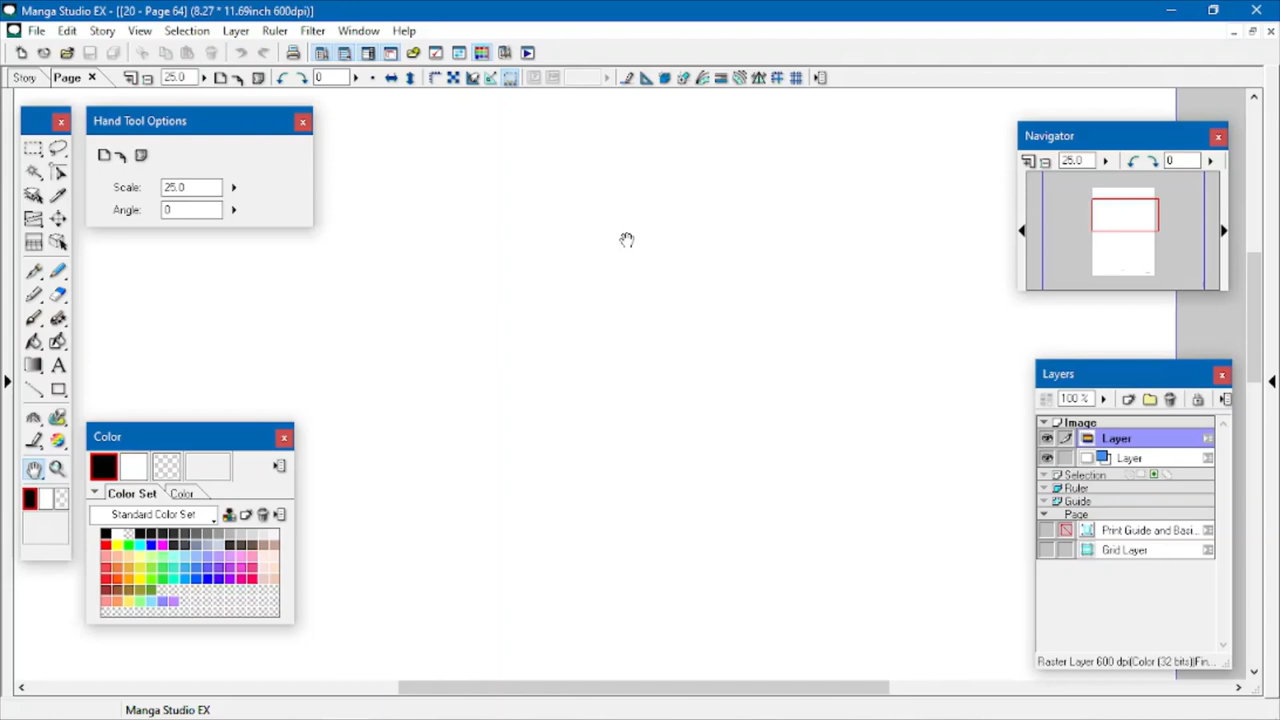 Manga Studio EX - [[20 - Page 64] (8.27 * 11.69inch 600dpi)]
File Edit Story View Selection Layer Ruler Filter Window Help
Story Page 25.0 0
Hand Tool Options
Scale: 25.0
Angle: 0
Navigator
25.0 0
Layers
100 %
Image
Layer
Layer
Selection
Ruler
Guide
Page
Print Guide and Basi...
Grid Layer
Raster Layer 600 dpi(Color (32 bits)Fin...
Color
Color Set Color
Standard Color Set
A
Manga Studio EX